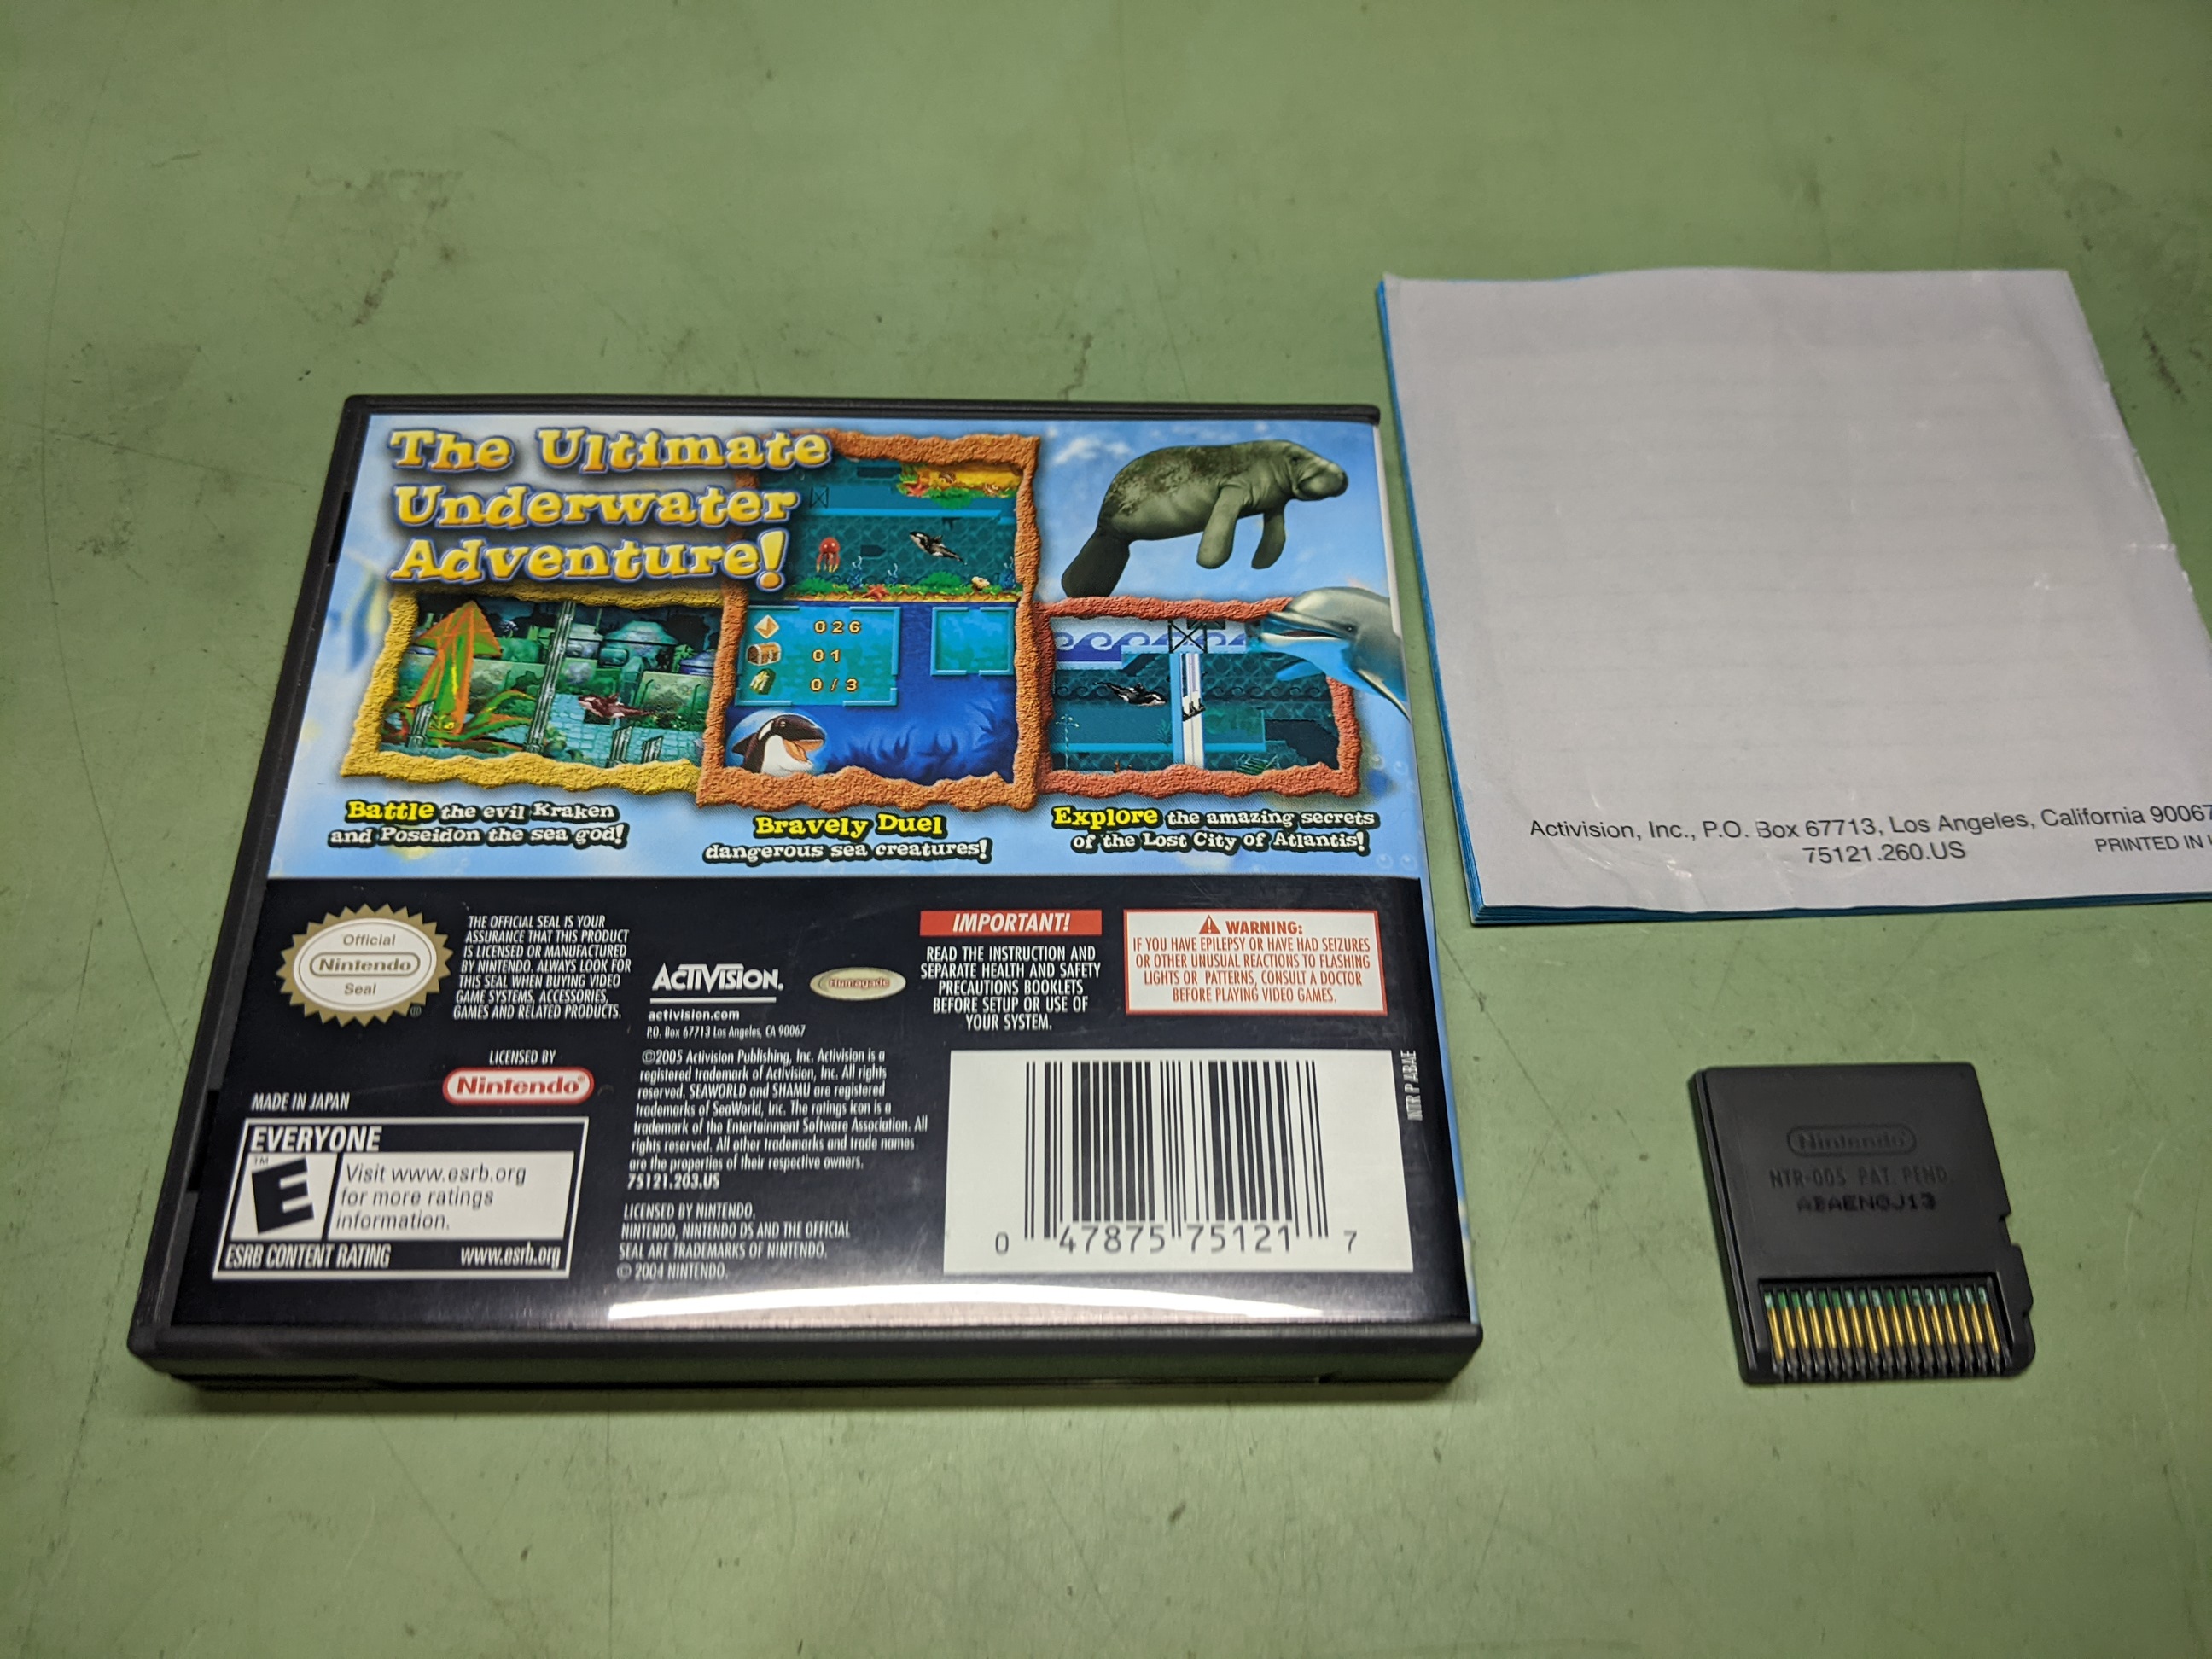 The Ultimate
Underwater
Adventure!
026
01
0/3
Battle the evil Kraken
and Poseidon the sea god!
Bravely Duel
dangerous sea creatures!
Explore the amazing secrets
of the Lost City of Atlantis!
Official
Nintendo
Seal
THE OFFICIAL SEAL IS YOUR
ASSURANCE THAT THIS PRODUCT
IS LICENSED OR MANUFACTURED
BY NINTENDO. ALWAYS LOOK FOR
THIS SEAL WHEN BUYING VIDEO
GAME SYSTEMS, ACCESSORIES,
GAMES AND RELATED PRODUCTS.
LICENSED BY
Nintendo®
MADE IN JAPAN
EVERYONE
E™
Visit www.esrb.org
for more ratings
information.
ESRB CONTENT RATING www.esrb.org
ACTIVISION.
activision.com
P.O. Box 67713 Los Angeles, CA 90067
Humagade
©2005 Activision Publishing, Inc. Activision is a
registered trademark of Activision, Inc. All rights
reserved. SEAWORLD and SHAMU are registered
trademarks of SeaWorld, Inc. The ratings icon is a
trademark of the Entertainment Software Association. All
rights reserved. All other trademarks and trade names
are the properties of their respective owners.
75121.203.US
LICENSED BY NINTENDO.
NINTENDO, NINTENDO DS AND THE OFFICIAL
SEAL ARE TRADEMARKS OF NINTENDO.
© 2004 NINTENDO.
IMPORTANT!
READ THE INSTRUCTION AND
SEPARATE HEALTH AND SAFETY
PRECAUTIONS BOOKLETS
BEFORE SETUP OR USE OF
YOUR SYSTEM.
WARNING:
IF YOU HAVE EPILEPSY OR HAVE HAD SEIZURES
OR OTHER UNUSUAL REACTIONS TO FLASHING
LIGHTS OR PATTERNS, CONSULT A DOCTOR
BEFORE PLAYING VIDEO GAMES.
NTR P ABAE
0 47875 75121 7
Activision, Inc., P.O. Box 67713, Los Angeles, California 90067
75121.260.US
PRINTED IN
Nintendo
NTR-005 PAT. PEND.
ABAEN0J13